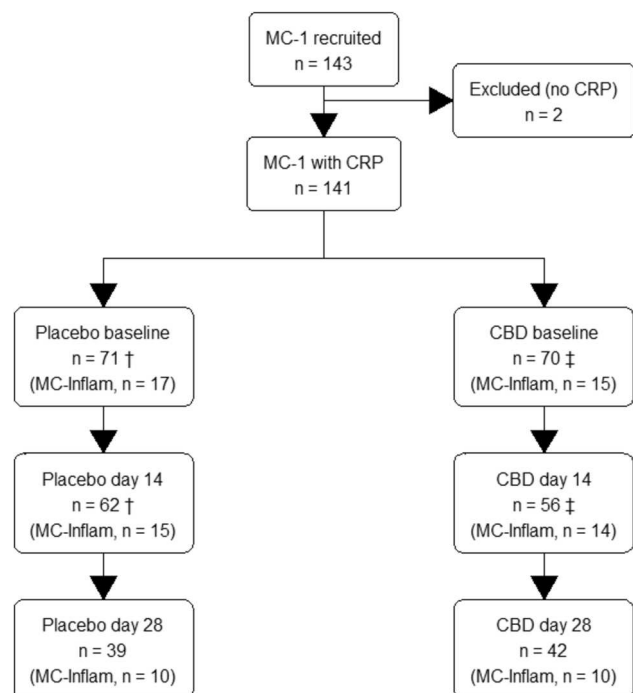 MC-1 recruited
n = 143
Excluded (no CRP)
n = 2
MC-1 with CRP
n = 141
Placebo baseline
n = 71 †
(MC-Inflam, n = 17)
CBD baseline
n = 70 ‡
(MC-Inflam, n = 15)
Placebo day 14
n = 62 †
(MC-Inflam, n = 15)
CBD day 14
n = 56 ‡
(MC-Inflam, n = 14)
Placebo day 28
n = 39
(MC-Inflam, n = 10)
CBD day 28
n = 42
(MC-Inflam, n = 10)